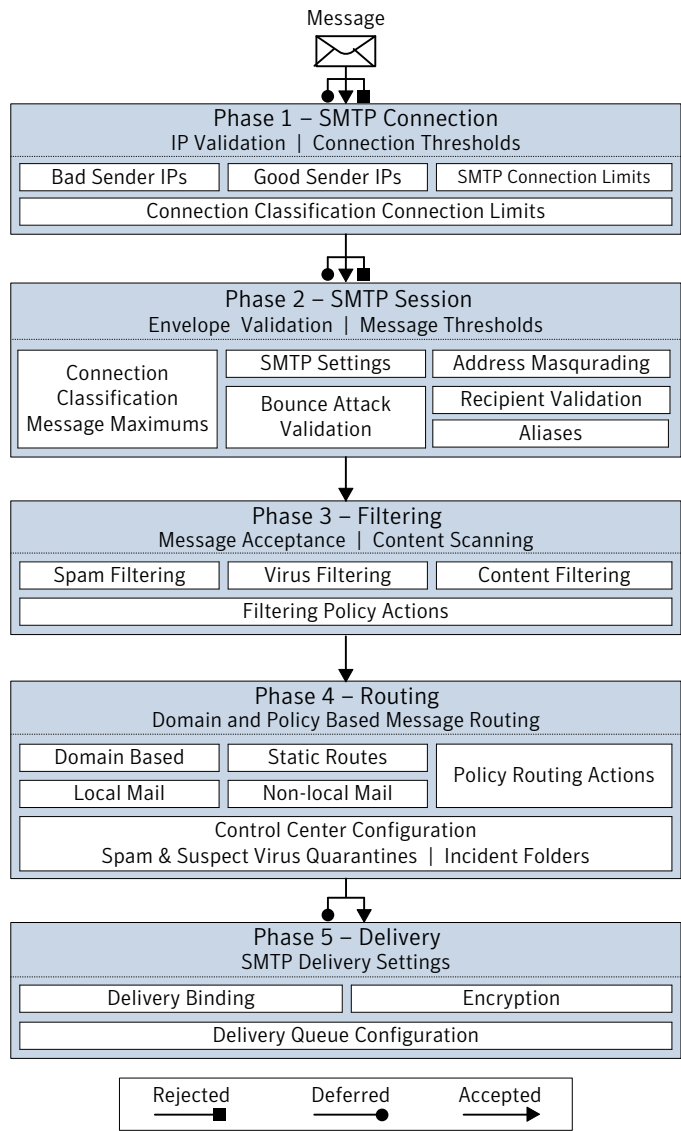 Message
Phase 1 – SMTP Connection
IP Validation | Connection Thresholds
Bad Sender IPs
Good Sender IPs
SMTP Connection Limits
Connection Classification Connection Limits
Phase 2 – SMTP Session
Envelope Validation | Message Thresholds
Connection
Classification
Message Maximums
SMTP Settings
Bounce Attack
Validation
Address Masqurading
Recipient Validation
Aliases
Phase 3 – Filtering
Message Acceptance | Content Scanning
Spam Filtering
Virus Filtering
Content Filtering
Filtering Policy Actions
Phase 4 – Routing
Domain and Policy Based Message Routing
Domain Based
Static Routes
Policy Routing Actions
Local Mail
Non-local Mail
Control Center Configuration
Spam & Suspect Virus Quarantines | Incident Folders
Phase 5 – Delivery
SMTP Delivery Settings
Delivery Binding
Encryption
Delivery Queue Configuration
Rejected
Deferred
Accepted